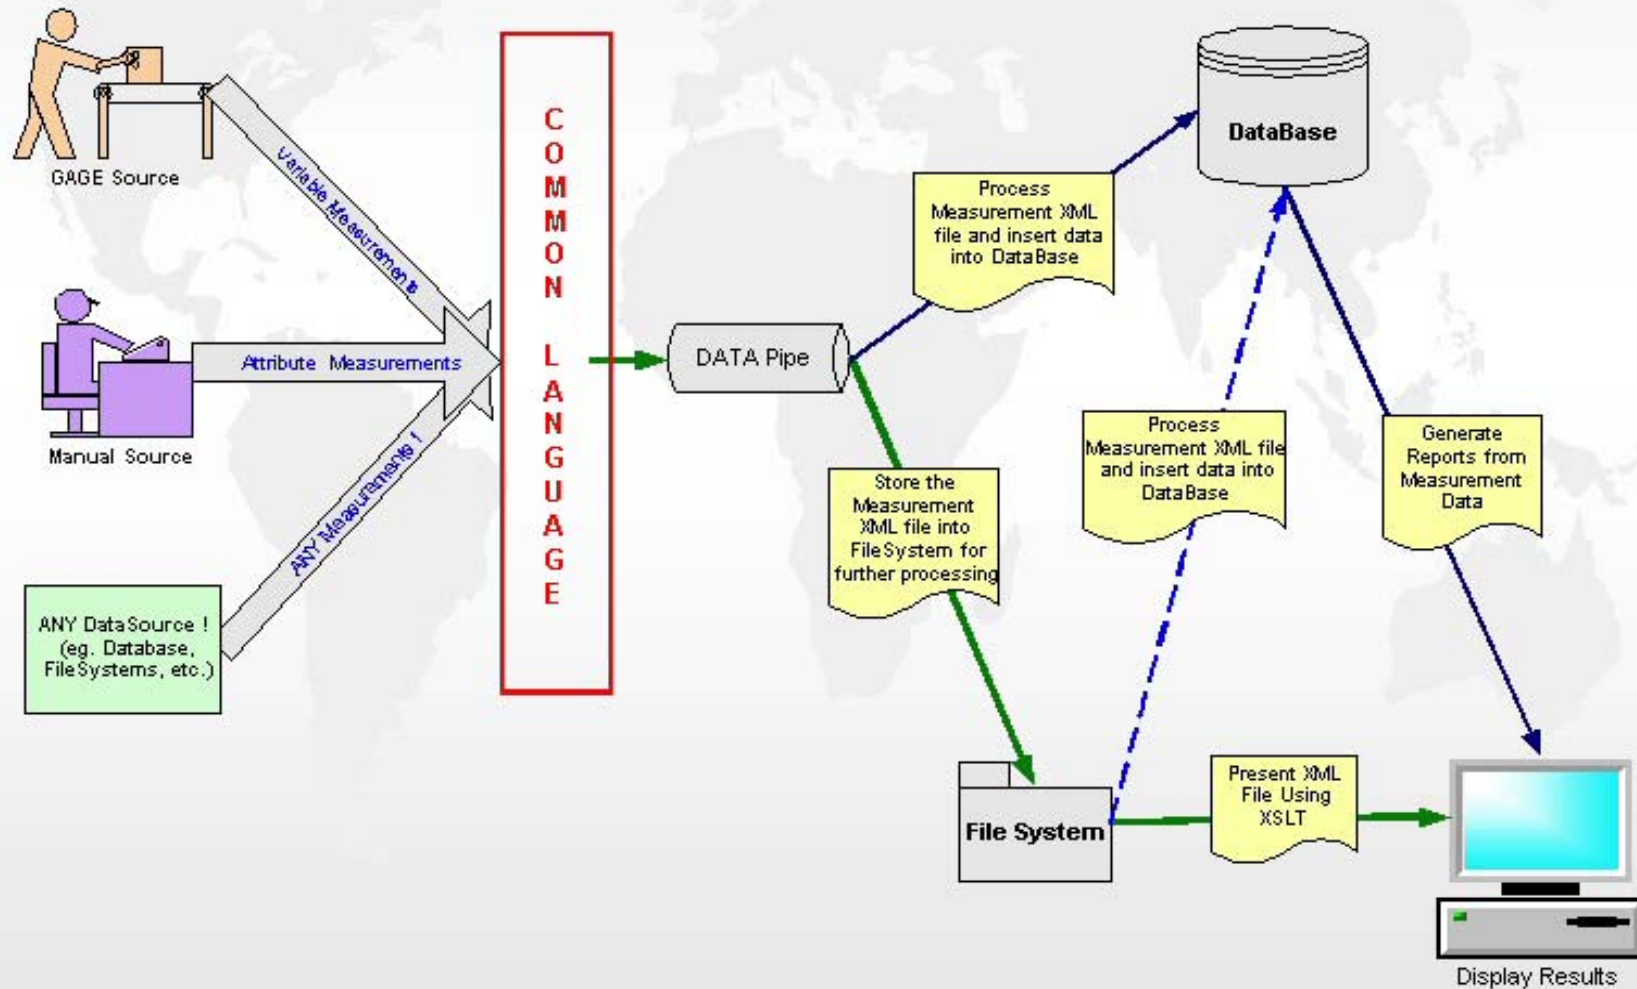 GAGE Source
Variable Measurements
Manual Source
Attribute Measurements
ANY DataSource !
(eg. Database,
FileSystems, etc.)
ANY Measurements !
COMMON LANGUAGE
DATA Pipe
Process
Measurement XML
file and insert data
into DataBase
DataBase
Store the
Measurement
XML file into
FileSystem for
further processing
Process
Measurement XML file
and insert data into
DataBase
Generate
Reports from
Measurement
Data
File System
Present XML
File Using
XSLT
Display Results